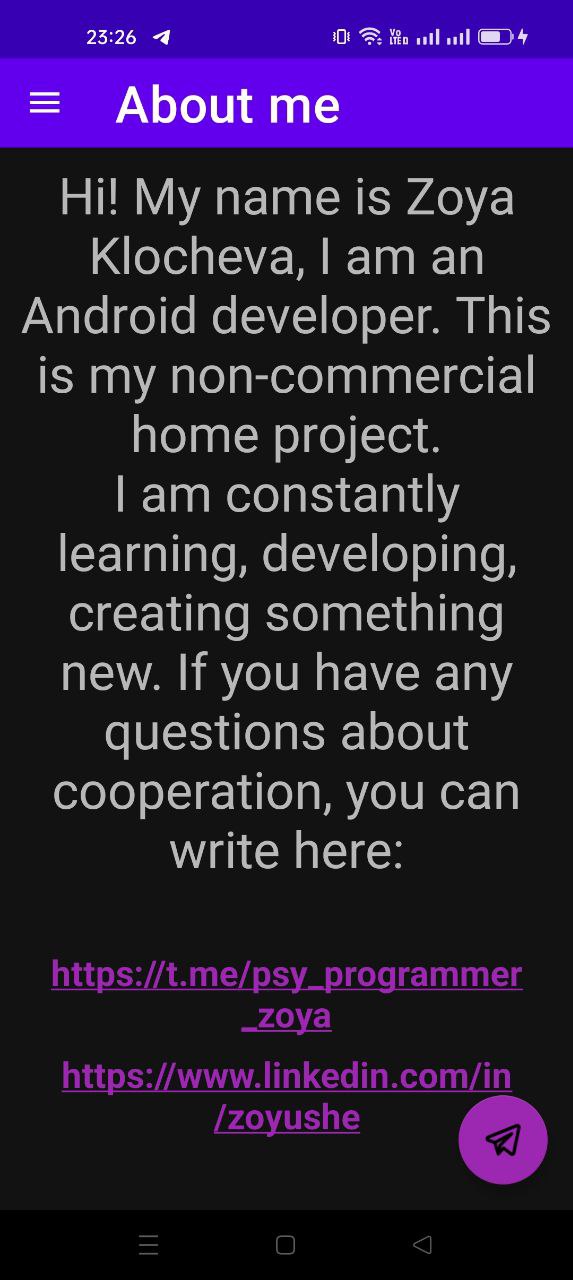 23:26
VoLTE
About me
Hi! My name is Zoya
Klocheva, I am an
Android developer. This
is my non-commercial
home project.
I am constantly
learning, developing,
creating something
new. If you have any
questions about
cooperation, you can
write here:
https://t.me/psy_programmer
_zoya
https://www.linkedin.com/in
/zoyushe